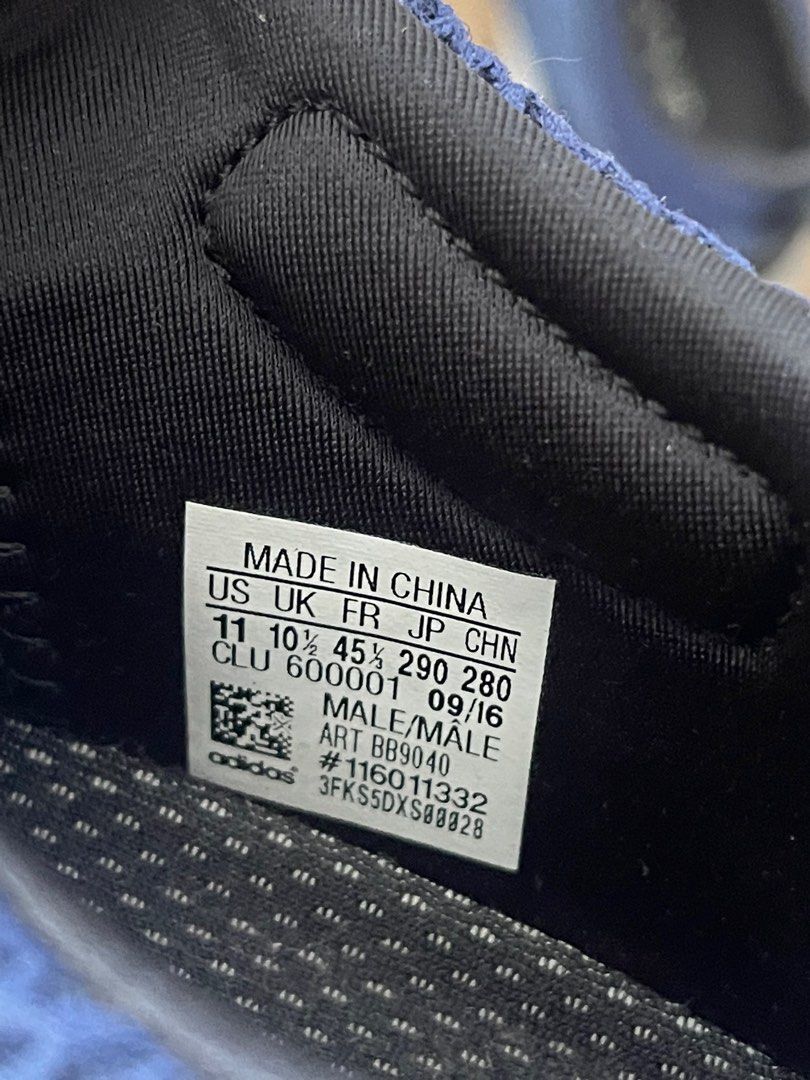 MADE IN CHINA
US UK FR JP CHN
11 10½ 45⅓ 290 280
CLU 600001 09/16
MALE/MÂLE
ART BB9040
#116011332
adidas 3FKS5DXS00028